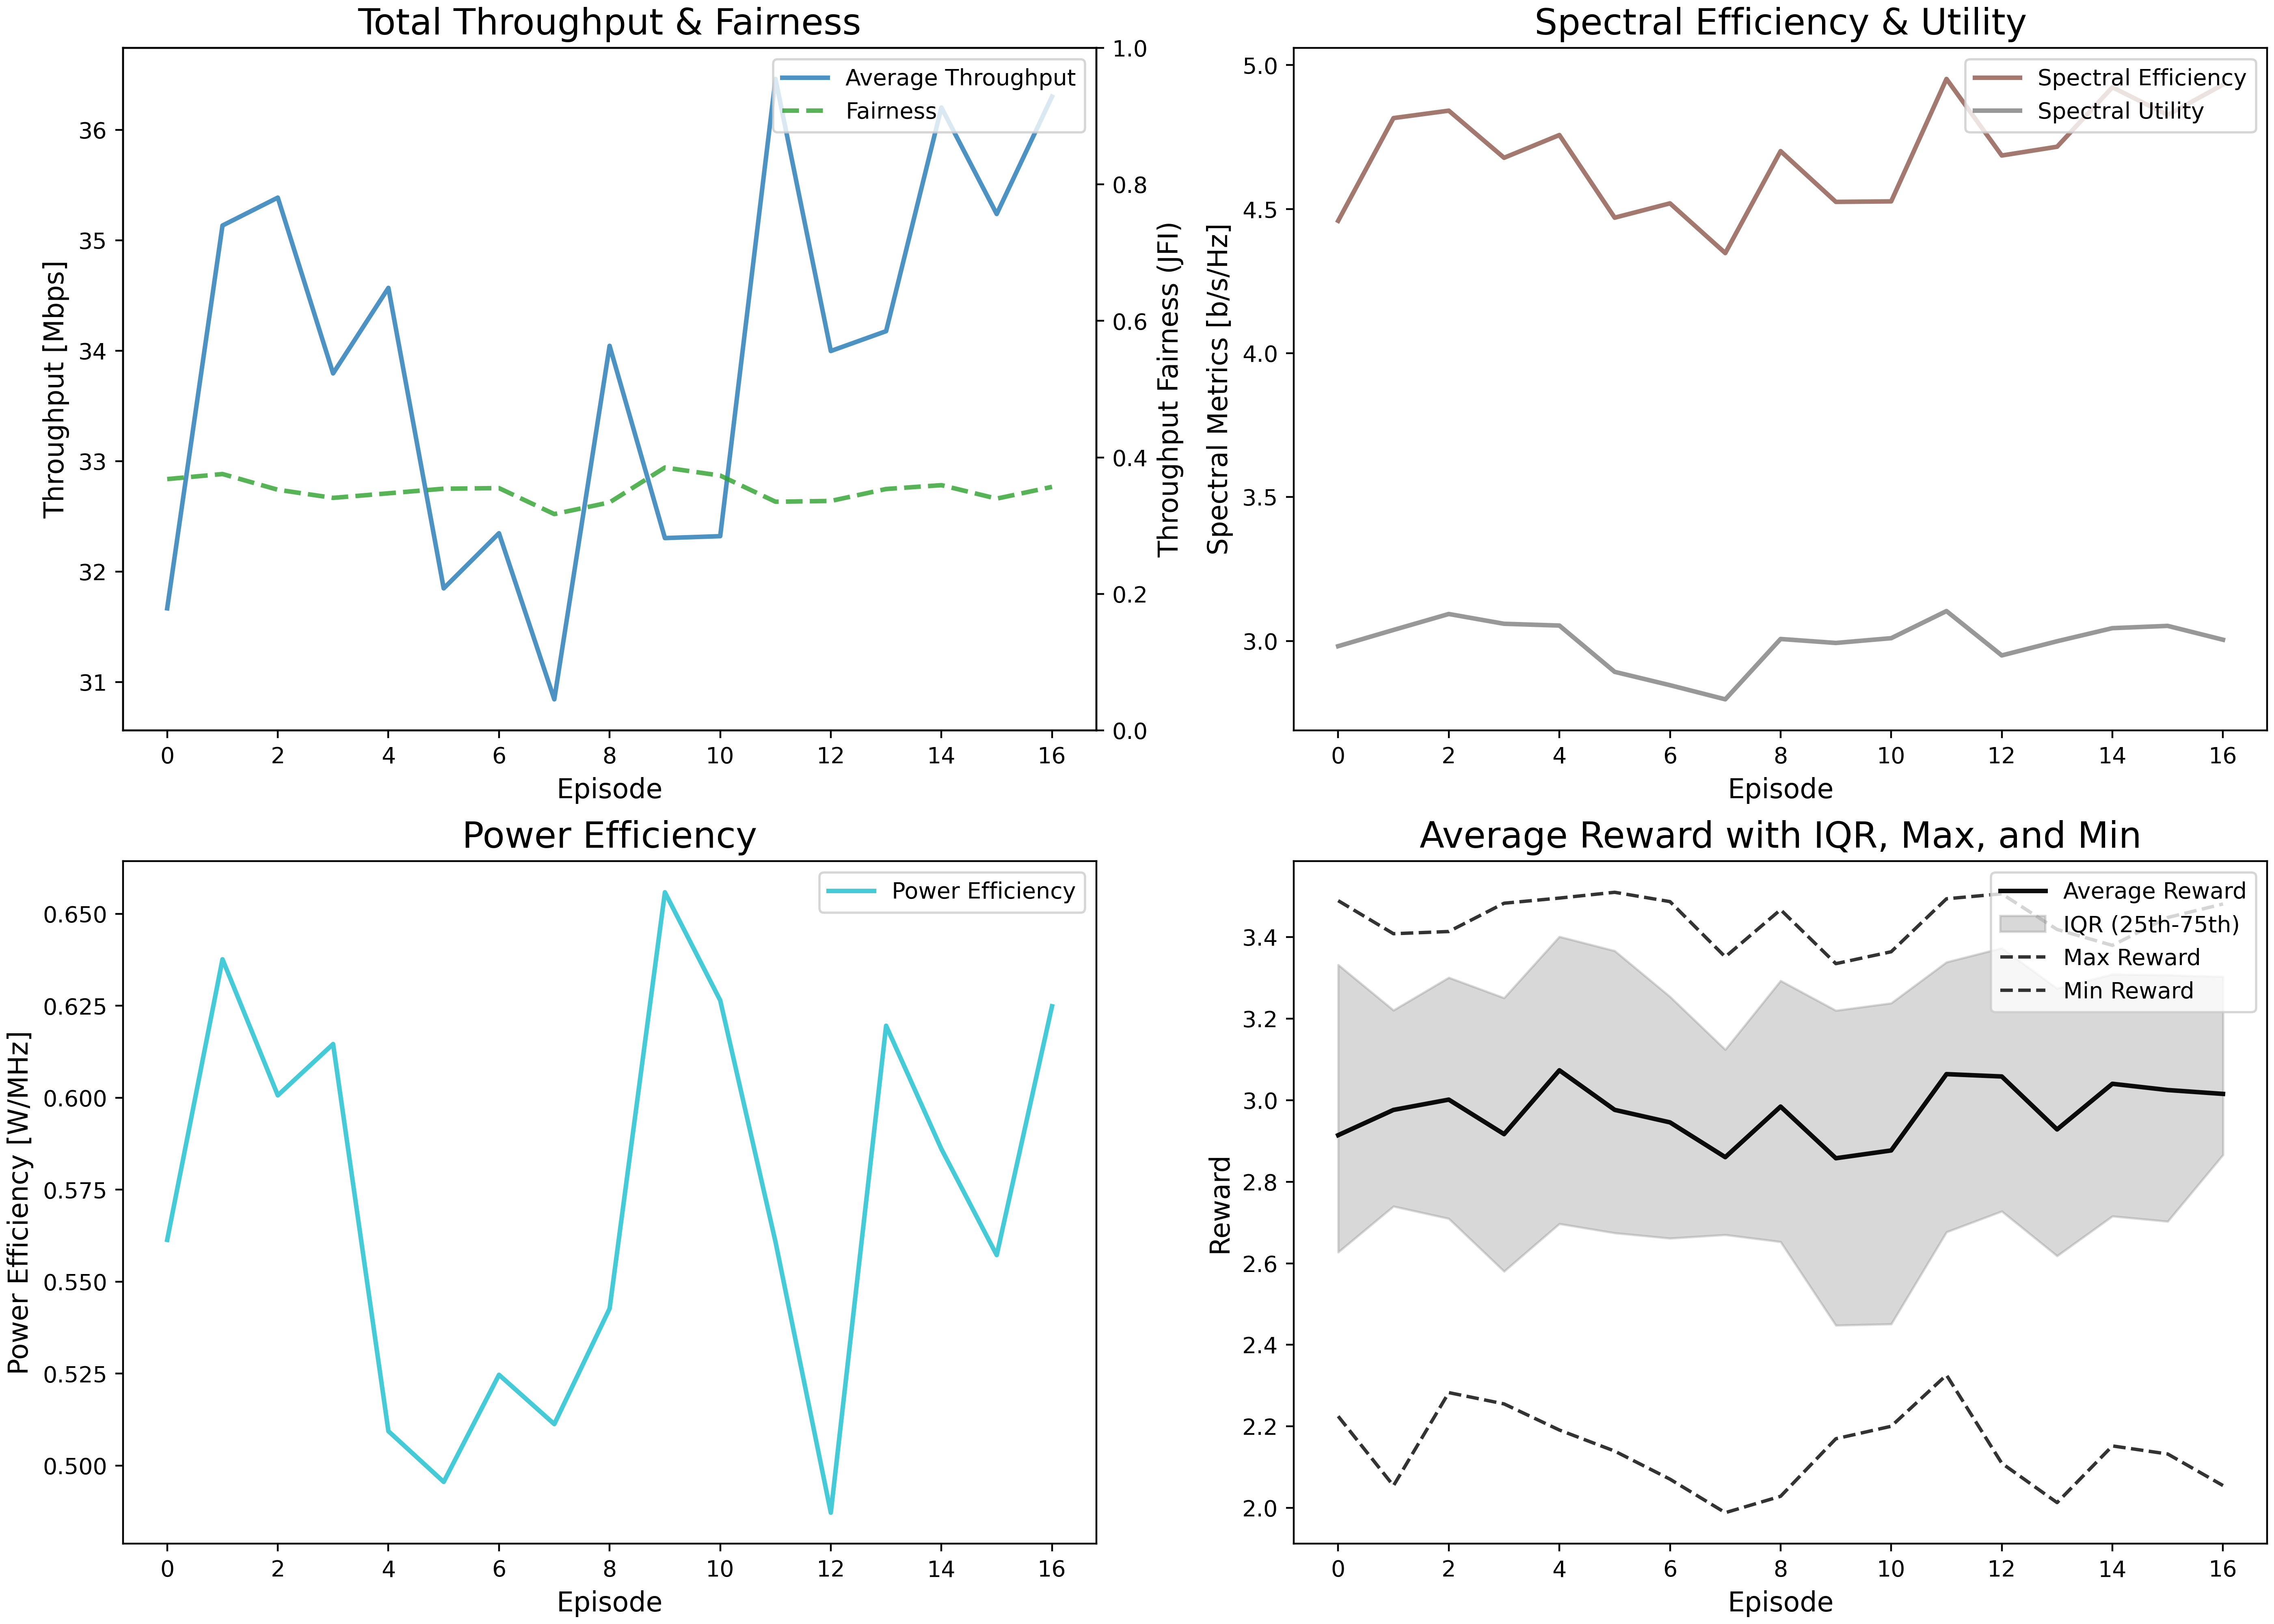 Total Throughput & Fairness
Throughput [Mbps]
36
35
34
33
32
31
Average Throughput
Fairness
1.0
0.8
0.6
0.4
0.2
0.0
Throughput Fairness (JFI)
0 2 4 6 8 10 12 14 16
Episode
Spectral Efficiency & Utility
Spectral Metrics [b/s/Hz]
5.0
4.5
4.0
3.5
3.0
Spectral Efficiency
Spectral Utility
0 2 4 6 8 10 12 14 16
Episode
Power Efficiency
Power Efficiency [W/MHz]
0.650
0.625
0.600
0.575
0.550
0.525
0.500
Power Efficiency
0 2 4 6 8 10 12 14 16
Episode
Average Reward with IQR, Max, and Min
Reward
3.4
3.2
3.0
2.8
2.6
2.4
2.2
2.0
Average Reward
IQR (25th-75th)
Max Reward
Min Reward
0 2 4 6 8 10 12 14 16
Episode